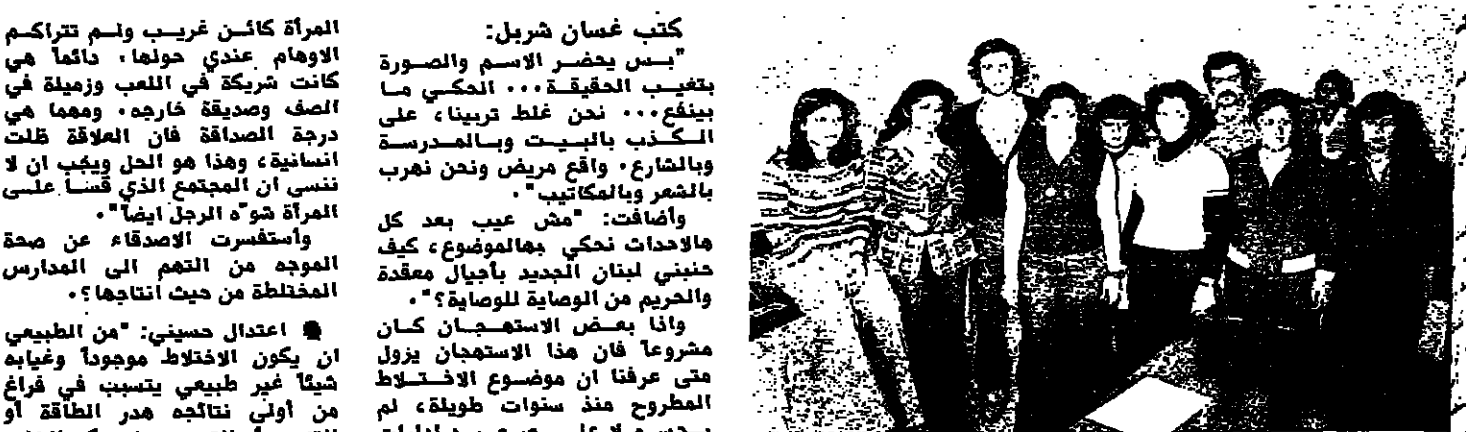 كتب غسان شربل:
"بس يحضر الاسم والصورة
بتغيب الحقيقة... الحكي ما
بينفع... نحن غلط تربينا، على
الكذب بالبيت وبالمدرسة
وبالشارع. واقع مريض ونحن نهرب
بالشعر وبالمكاتيب".
وأضافت: "مش عيب بعد كل
هالاحداث نحكي بهالموضوع، كيف
حنبني لبنان الجديد بأجيال معقدة
والحريم من الوصاية للوصاية؟".
واذا بعض الاستهجان كان
مشروعاً فان هذا الاستهجان يزول
متى عرفنا ان موضوع الاختلاط
المطروح منذ سنوات طويلة، لم
المرأة كائن غريب ولم تتراكم
الاوهام عندي حولها، دائماً هي
كانت شريكة في اللعب وزميلة في
الصف وصديقة خارجه. ومهما هي
درجة الصداقة فان العلاقة ظلت
انسانية، وهذا هو الحل ويجب ان لا
ننسى ان المجتمع الذي قسا على
المرأة شوّه الرجل ايضاً".
وأستفسرت الاصدقاء عن صحة
الموجه من التهم الى المدارس
المختلطة من حيث انتاجها؟.
اعتدال حسيني: "من الطبيعي
ان يكون الاختلاط موجوداً وغيابه
شيئاً غير طبيعي يتسبب في فراغ
من أولى نتائجه هدر الطاقة أو